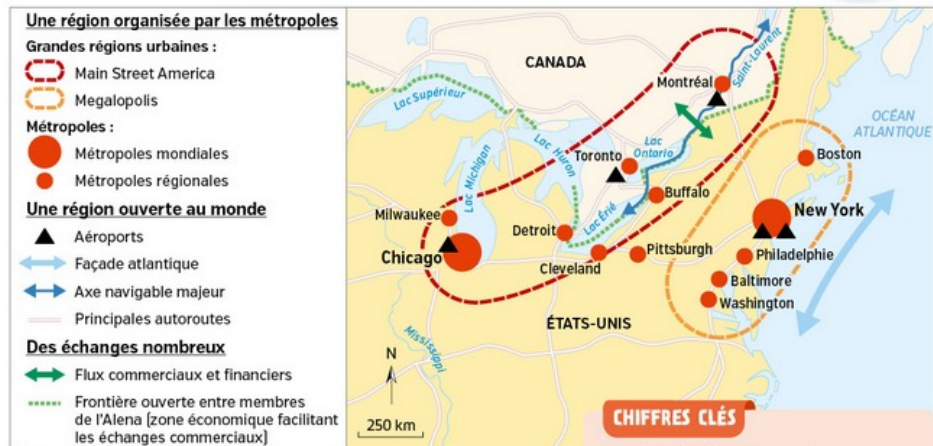 Une région organisée par les métropoles
Grandes régions urbaines :
Main Street America
Megalopolis
Métropoles :
Métropoles mondiales
Métropoles régionales
Une région ouverte au monde
Aéroports
Façade atlantique
Axe navigable majeur
Principales autoroutes
Des échanges nombreux
Flux commerciaux et financiers
Frontière ouverte entre membres
de l'Alena (zone économique facilitant
les échanges commerciaux)
CANADA
Saint-Laurent
Montréal
Lac Supérieur
OCÉAN
ATLANTIQUE
Lac Huron
Lac Michigan
Toronto
Lac
Ontario
Boston
Buffalo
Milwaukee
Detroit
Lac Érié
New York
Chicago
Cleveland
Pittsburgh
Philadelphie
Baltimore
Washington
ÉTATS-UNIS
Mississippi
N
250 km
CHIFFRES CLÉS